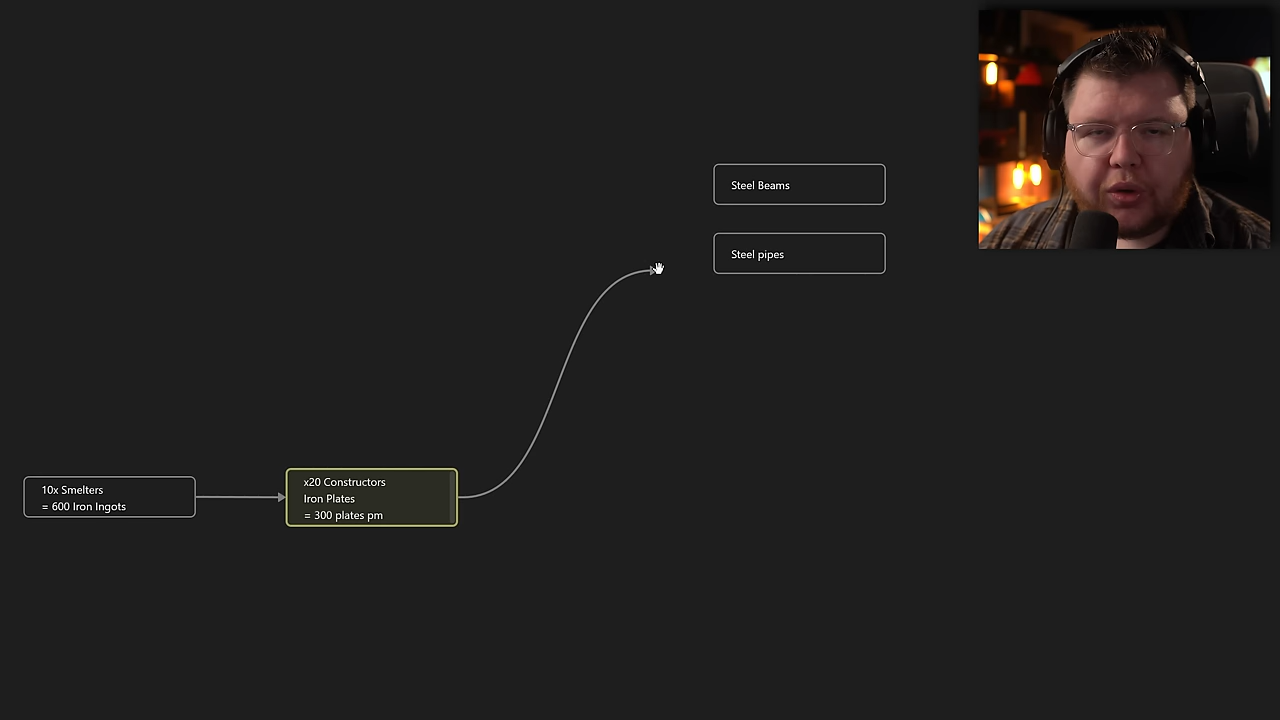 Steel Beams
Steel pipes
10x Smelters
= 600 Iron Ingots
x20 Constructors
Iron Plates
= 300 plates pm